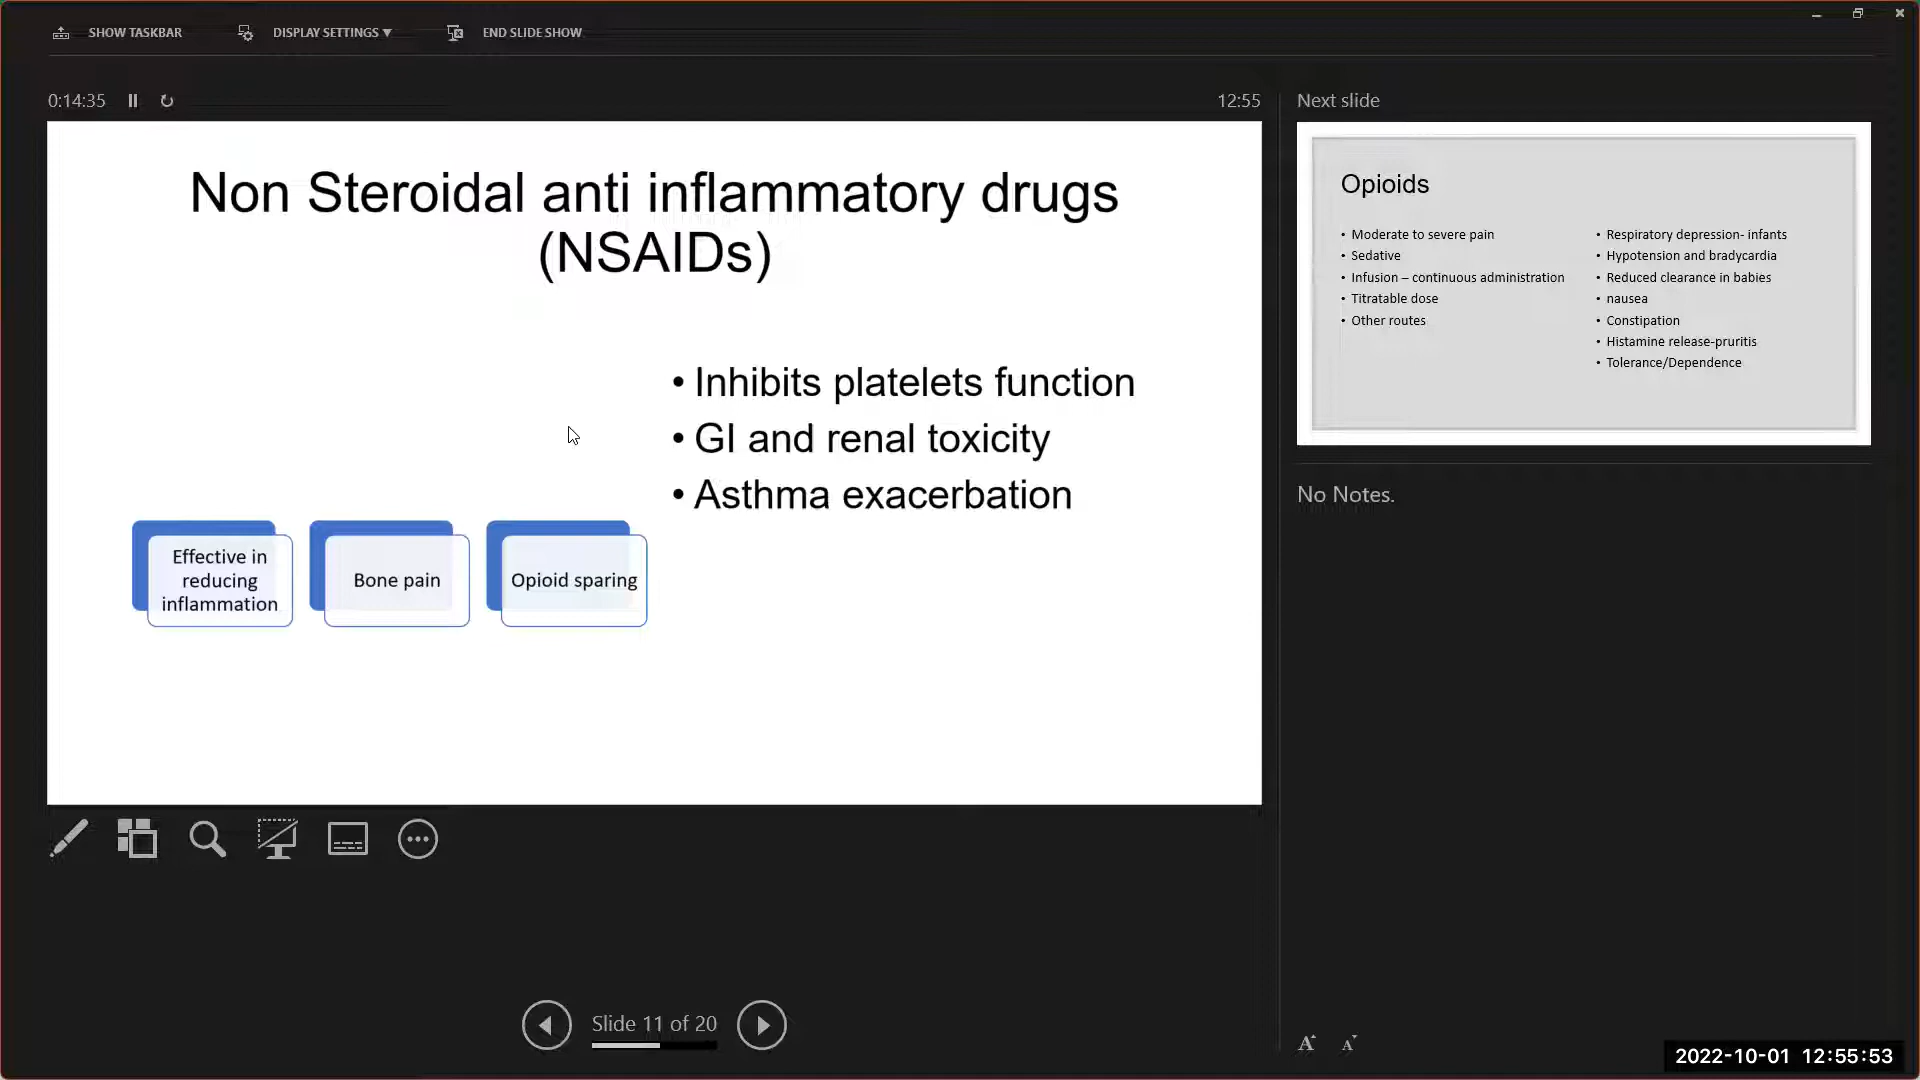 SHOW TASKBAR
DISPLAY SETTINGS ▼
END SLIDE SHOW
0:14:35
12:55
Non Steroidal anti inflammatory drugs
(NSAIDs)
• Inhibits platelets function
• GI and renal toxicity
• Asthma exacerbation
Effective in
reducing
inflammation
Bone pain
Opioid sparing
Slide 11 of 20
Next slide
Opioids
• Moderate to severe pain
• Sedative
• Infusion – continuous administration
• Titratable dose
• Other routes
• Respiratory depression- infants
• Hypotension and bradycardia
• Reduced clearance in babies
• nausea
• Constipation
• Histamine release-pruritis
• Tolerance/Dependence
No Notes.
A A
2022-10-01 12:55:53